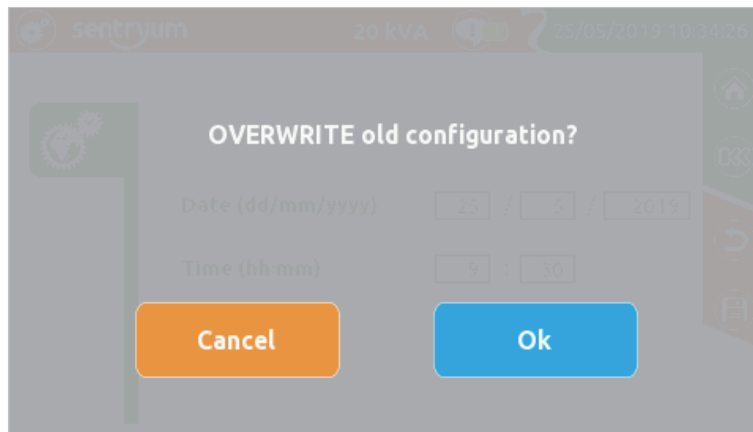 sentryum 20 kVA 25/05/2019 10:34:26
OVERWRITE old configuration?
Date (dd/mm/yyyy) 25 / 5 / 2019
Time (hh:mm) 9 : 30
Cancel Ok